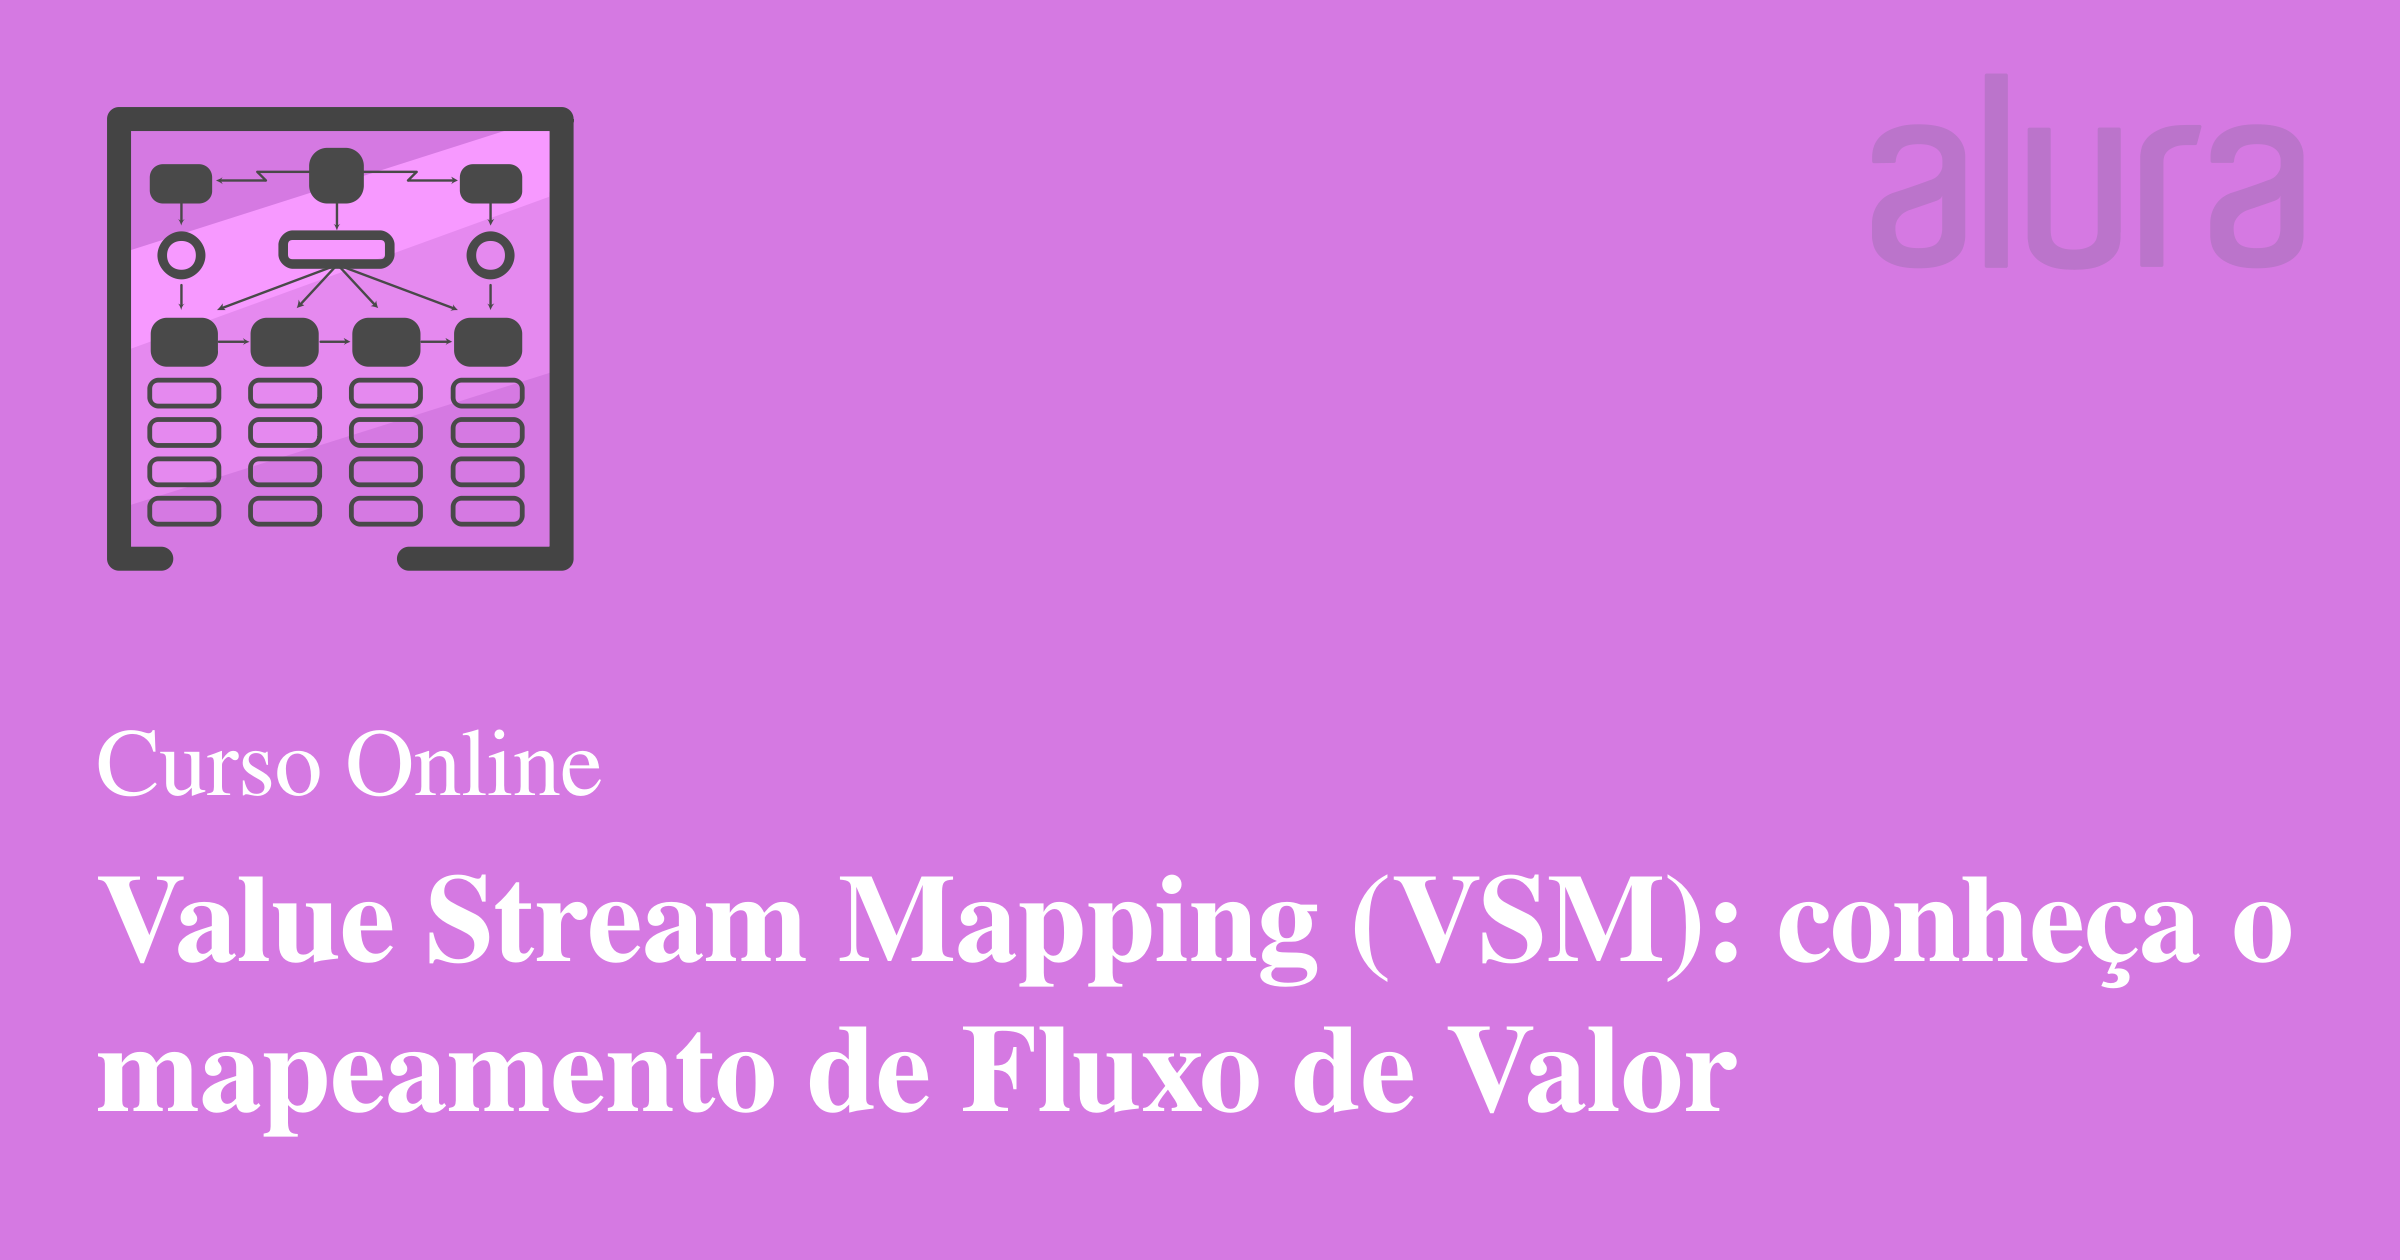 alura
Curso Online
Value Stream Mapping (VSM): conheça o
mapeamento de Fluxo de Valor